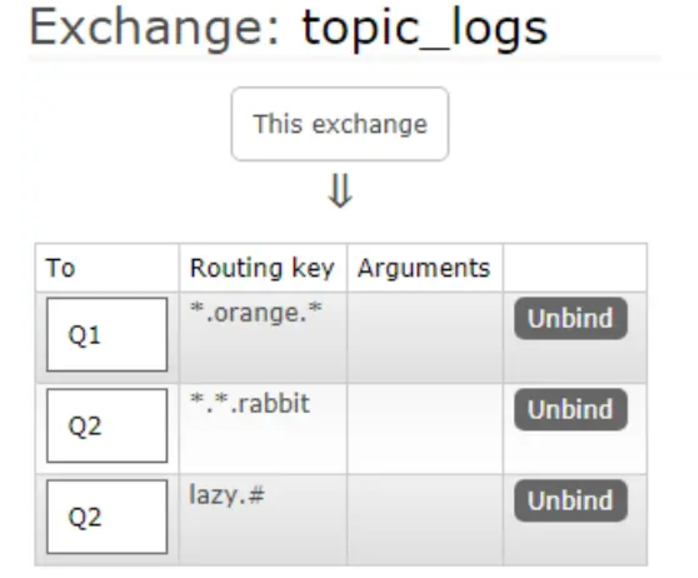 Exchange: topic_logs
This exchange
⇓
To Routing key Arguments
Q1 *.orange.* Unbind
Q2 *.*.rabbit Unbind
Q2 lazy.# Unbind